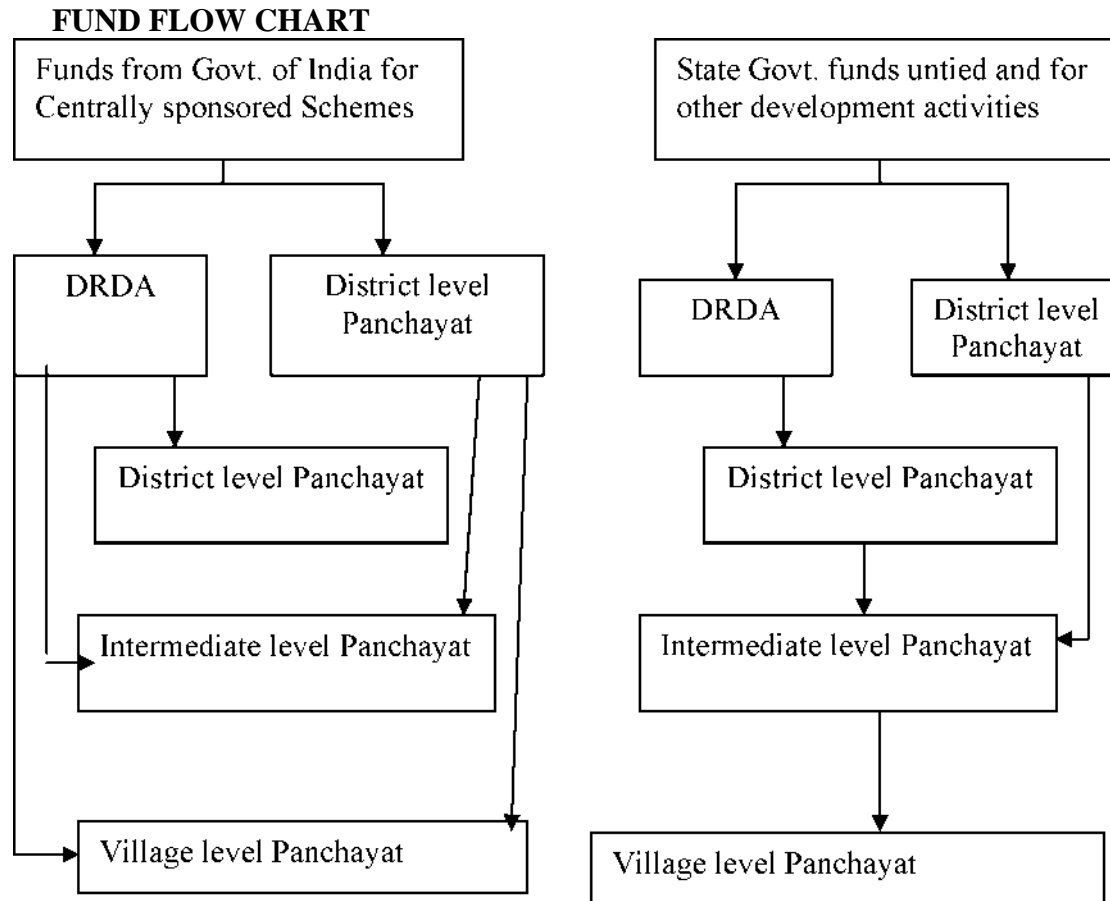 FUND FLOW CHART
Funds from Govt. of India for
Centrally sponsored Schemes
State Govt. funds untied and for
other development activities
DRDA
District level
Panchayat
DRDA
District level
Panchayat
District level Panchayat
District level Panchayat
Intermediate level Panchayat
Intermediate level Panchayat
Village level Panchayat
Village level Panchayat